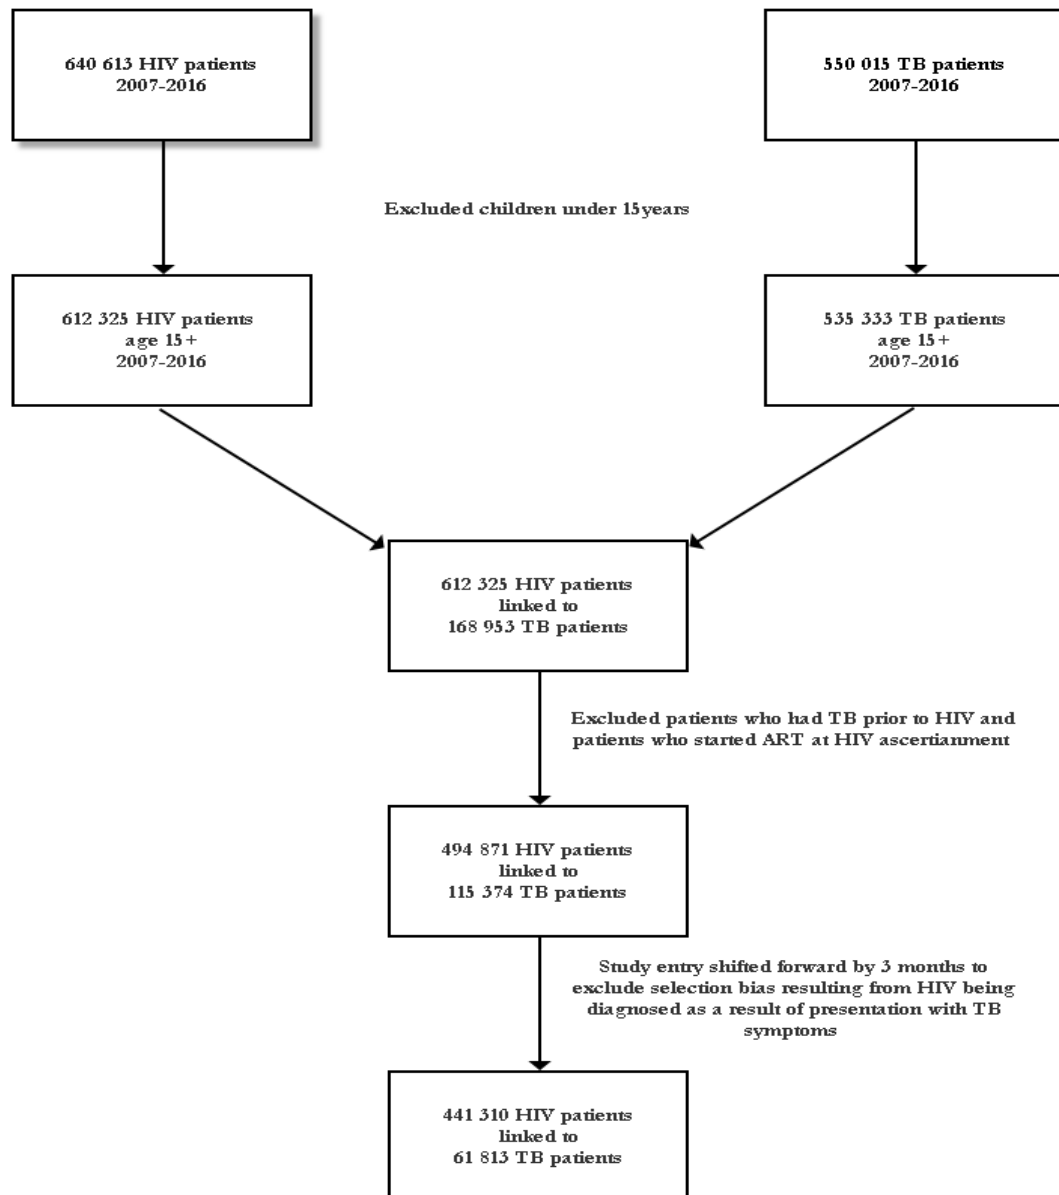 640 613 HIV patients
2007-2016
550 015 TB patients
2007-2016
Excluded children under 15years
612 325 HIV patients
age 15+
2007-2016
535 333 TB patients
age 15+
2007-2016
612 325 HIV patients
linked to
168 953 TB patients
Excluded patients who had TB prior to HIV and
patients who started ART at HIV ascertianment
494 871 HIV patients
linked to
115 374 TB patients
Study entry shifted forward by 3 months to
exclude selection bias resulting from HIV being
diagnosed as a result of presentation with TB
symptoms
441 310 HIV patients
linked to
61 813 TB patients